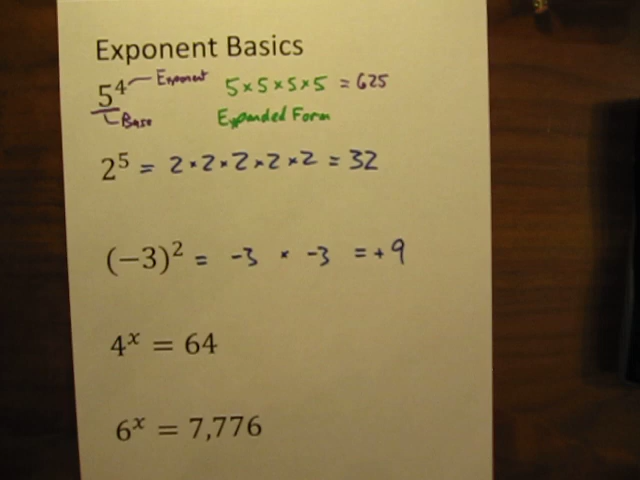 Exponent Basics
5⁴ Exponent 5 × 5 × 5 × 5 = 625
Base Expanded Form
2⁵ = 2 × 2 × 2 × 2 × 2 = 32
(−3)² = -3 × -3 = +9
4ˣ = 64
6ˣ = 7,776